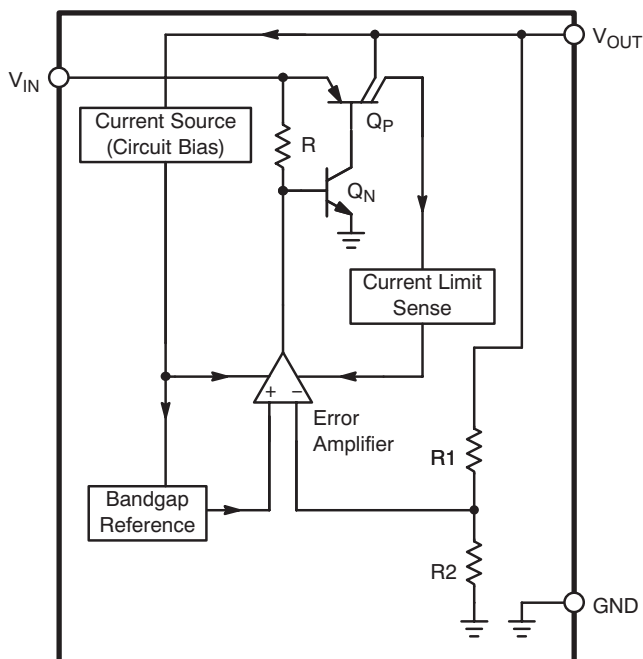 V_OUT
V_IN
Current Source
(Circuit Bias)
R
Q_P
Q_N
Current Limit
Sense
+ −
Error
Amplifier
R1
Bandgap
Reference
R2
GND